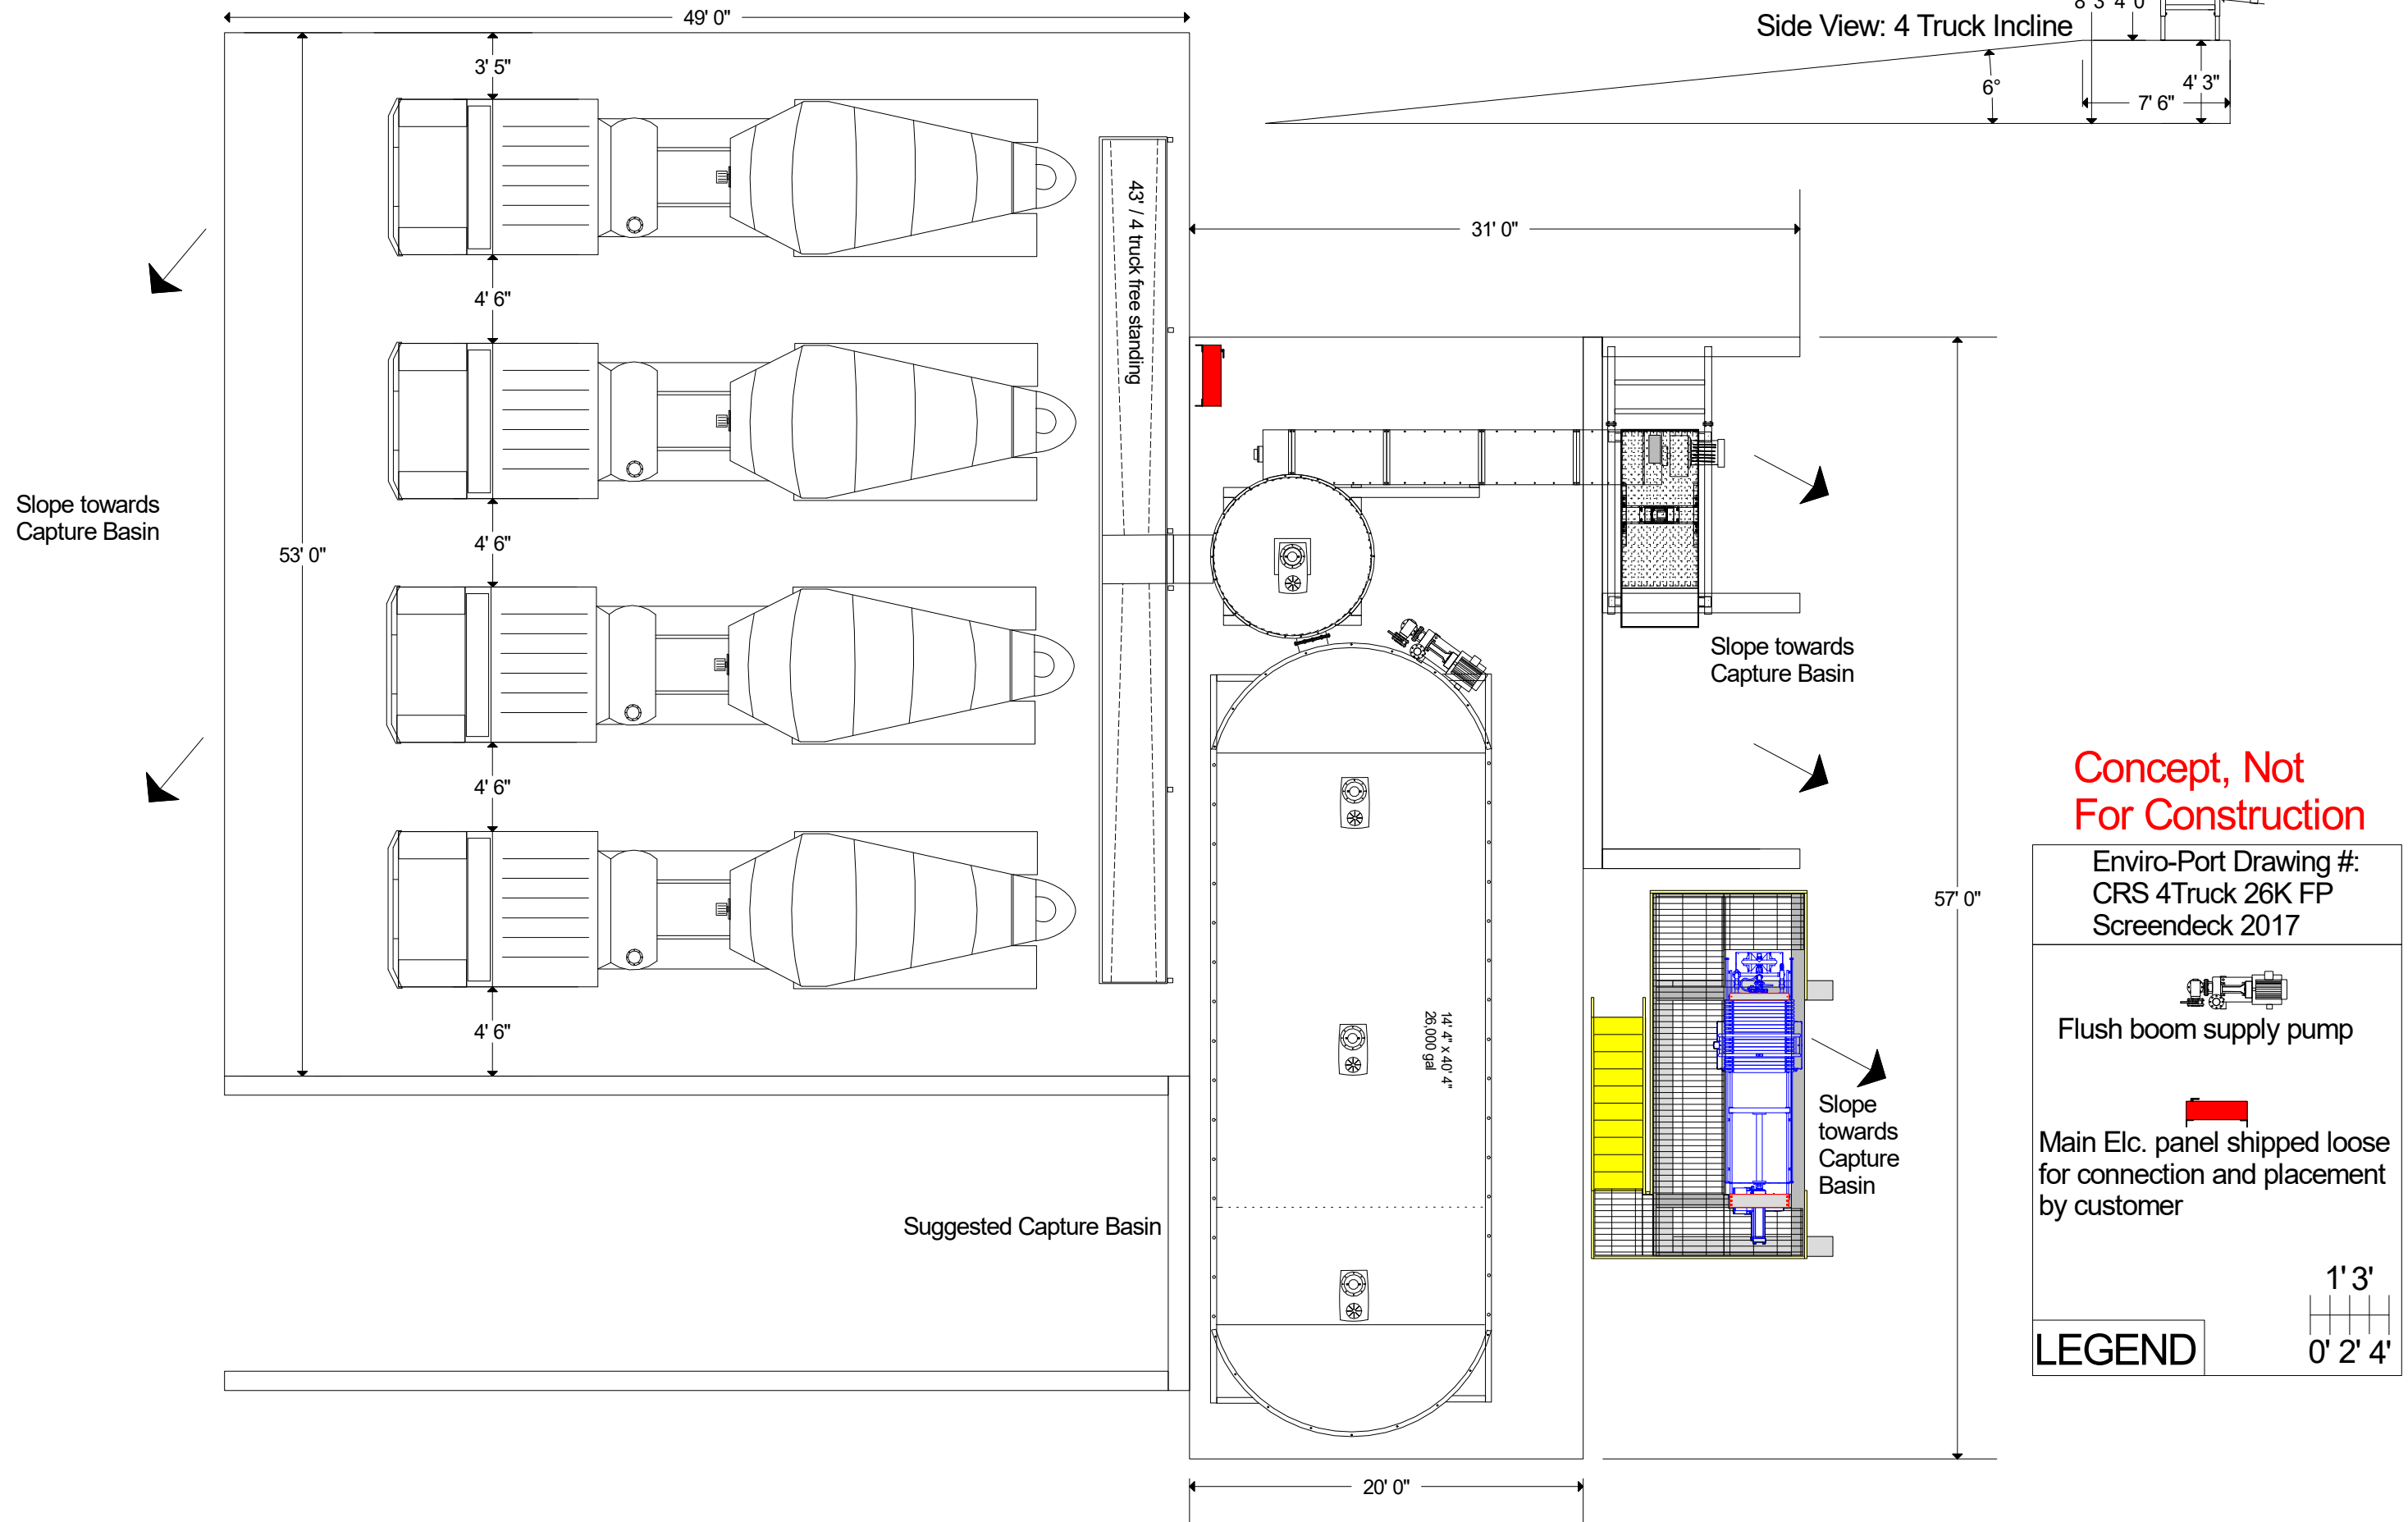 49' 0"
Side View: 4 Truck Incline
8' 3" 4' 0"
3' 5"
6°
4' 3"
7' 6"
43' / 4 truck free standing
31' 0"
4' 6"
Slope towards
Capture Basin
53' 0"
4' 6"
Slope towards
Capture Basin
4' 6"
Concept, Not
For Construction
Enviro-Port Drawing #:
CRS 4Truck 26K FP
Screendeck 2017
57' 0"
14' 4" x 40' 4"
26,000 gal
4' 6"
Flush boom supply pump
Slope
towards
Capture
Basin
Main Elc. panel shipped loose
for connection and placement
by customer
Suggested Capture Basin
1' 3'
0' 2' 4'
LEGEND
20' 0"